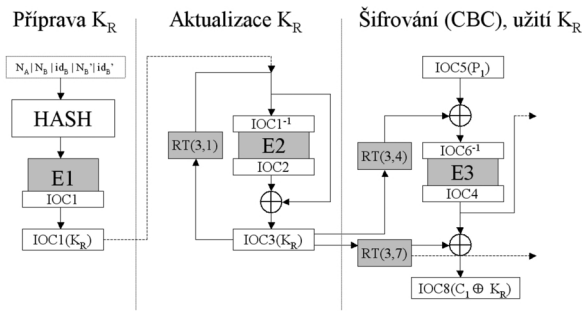 Příprava K_R
N_A|N_B|id_B|N_B'|id_B'
HASH
E1
IOC1
IOC1(K_R)
Aktualizace K_R
IOC1⁻¹
RT(3,1)
E2
IOC2
IOC3(K_R)
Šifrování (CBC), užití K_R
IOC5(P₁)
RT(3,4)
IOC6⁻¹
E3
IOC4
RT(3,7)
IOC8(C₁ ⊕ K_R)